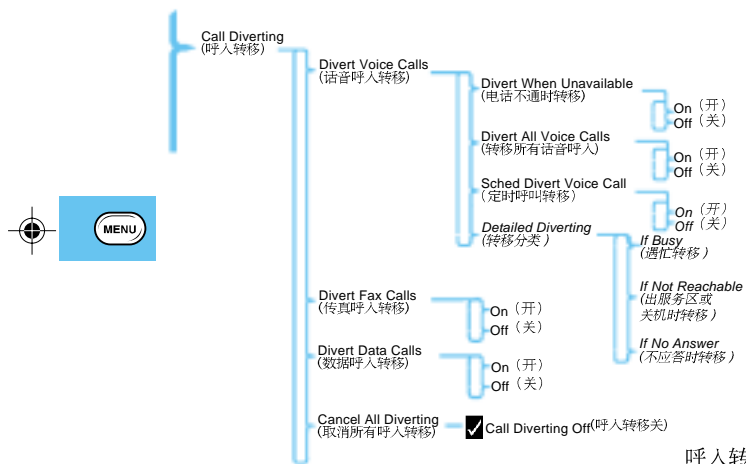 Call Diverting
(呼入转移)
Divert Voice Calls
(话音呼入转移)
Divert When Unavailable
(电话不通时转移)
On（开）
Off（关）
Divert All Voice Calls
(转移所有话音呼入)
On（开）
Off（关）
Sched Divert Voice Call
(定时呼叫转移)
On（开）
Off（关）
Detailed Diverting
(转移分类)
If Busy
(遇忙转移)
If Not Reachable
(出服务区或
关机时转移)
If No Answer
(不应答时转移)
MENU
Divert Fax Calls
(传真呼入转移)
On（开）
Off（关）
Divert Data Calls
(数据呼入转移)
On（开）
Off（关）
Cancel All Diverting
(取消所有呼入转移)
Call Diverting Off(呼入转移关)
呼入转